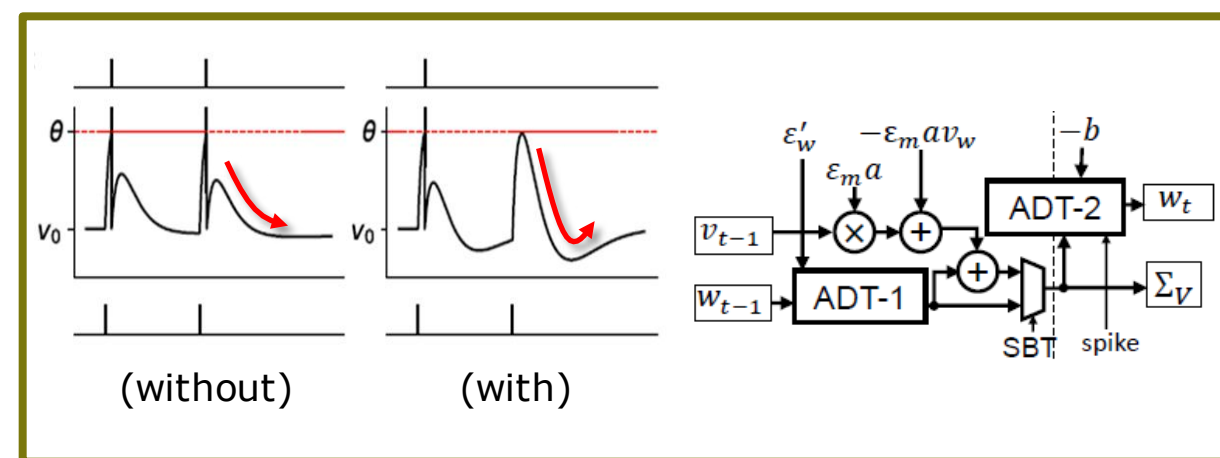 θ
v₀
(without)
θ
v₀
(with)
ε′w
−εₘavw
εₘa
−b
vₜ₋₁
×
+
ADT-2
wₜ
+
wₜ₋₁
ADT-1
Σᵥ
SBT
spike